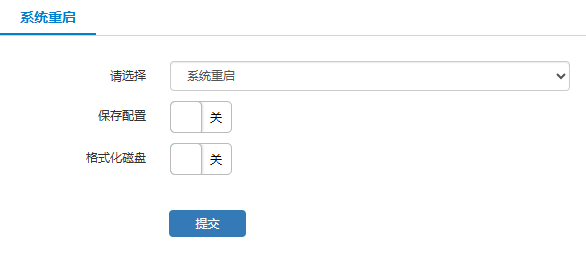 系统重启
请选择 系统重启
保存配置 关
格式化磁盘 关
提交